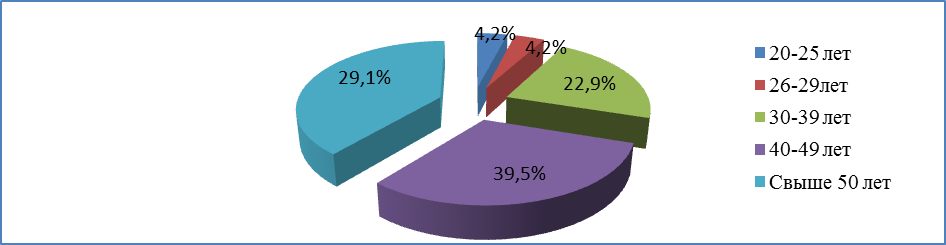 4,2%
4,2%
22,9%
39,5%
29,1%
20-25 лет
26-29лет
30-39 лет
40-49 лет
Свыше 50 лет